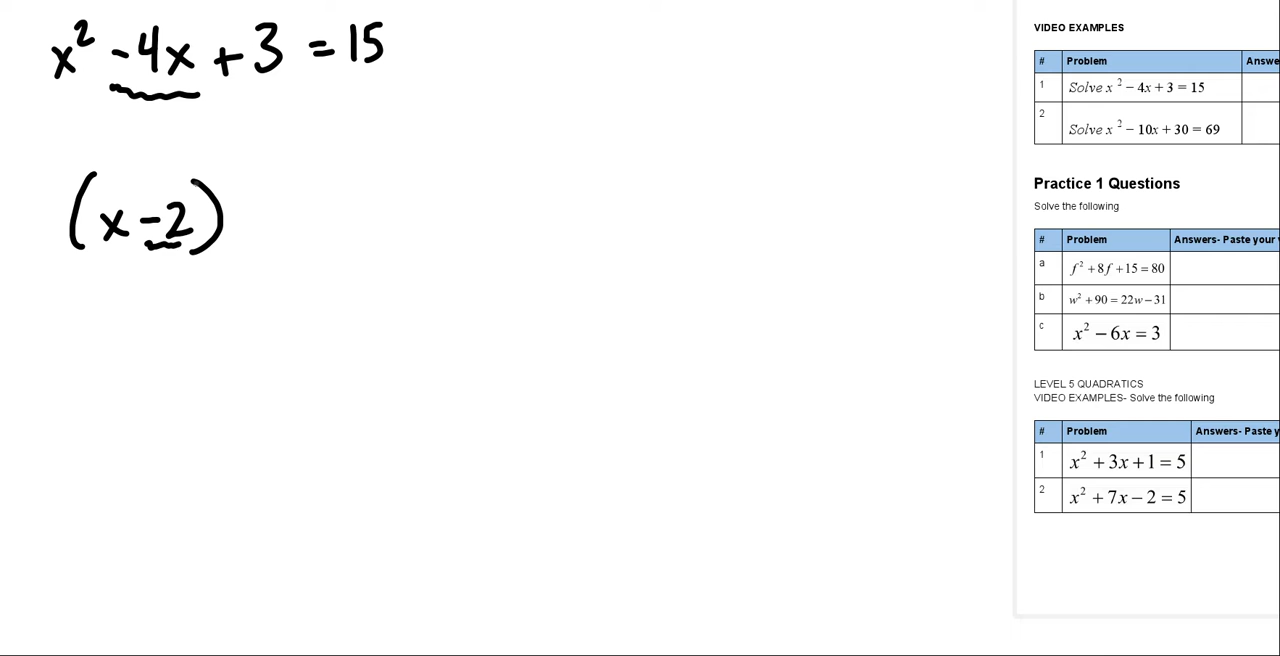 x² -4x + 3 = 15
(x -2)
VIDEO EXAMPLES
# Problem Answe
1 Solve x² − 4x + 3 = 15
2 Solve x² − 10x + 30 = 69
Practice 1 Questions
Solve the following
# Problem Answers- Paste your
a f² + 8f + 15 = 80
b w² + 90 = 22w − 31
c x² − 6x = 3
LEVEL 5 QUADRATICS
VIDEO EXAMPLES- Solve the following
# Problem Answers- Paste y
1 x² + 3x + 1 = 5
2 x² + 7x − 2 = 5